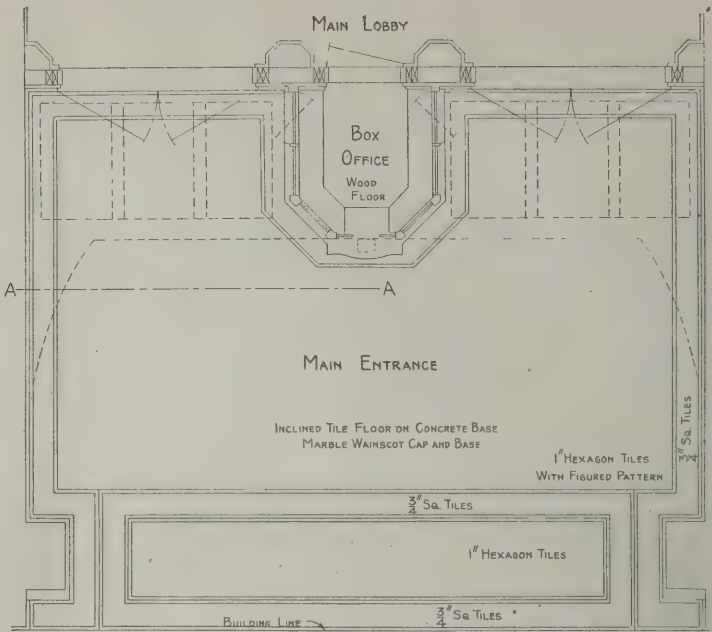 MAIN LOBBY
BOX
OFFICE
WOOD
FLOOR
A
A
MAIN ENTRANCE
INCLINED TILE FLOOR ON CONCRETE BASE
MARBLE WAINSCOT CAP AND BASE
3/4" SQ. TILES
1" HEXAGON TILES
WITH FIGURED PATTERN
3/4" SQ. TILES
1" HEXAGON TILES
3/4" SQ TILES
BUILDING LINE